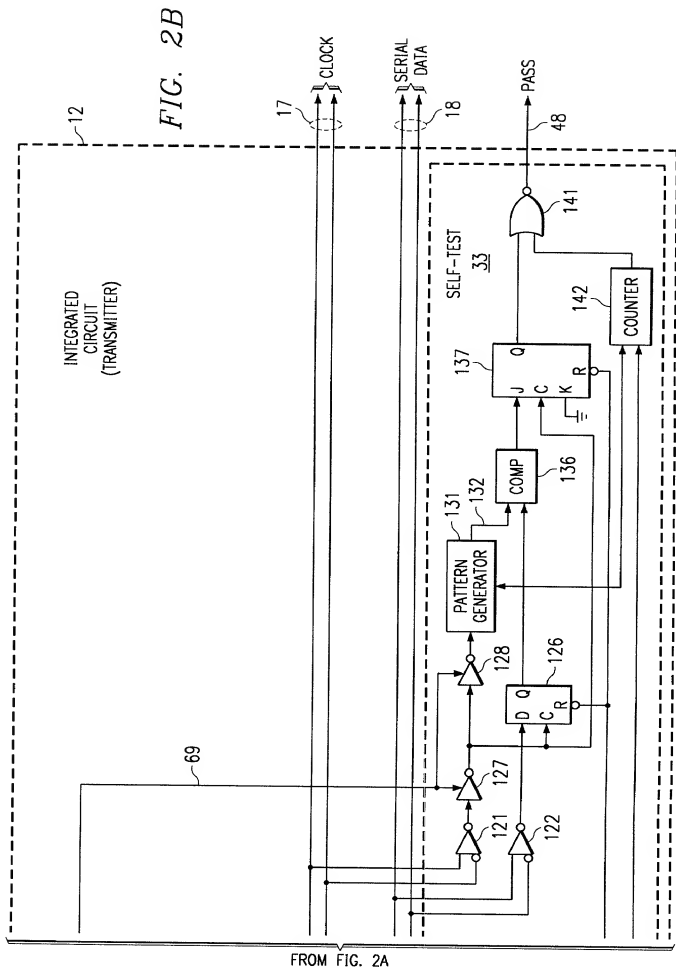 FIG. 2B
12
INTEGRATED
CIRCUIT
(TRANSMITTER)
69
17
CLOCK
SERIAL
DATA
18
SELF-TEST
33
48
PASS
141
142
COUNTER
137
J
Q
C
K
R
131
132
PATTERN
GENERATOR
COMP
136
128
126
D
Q
C
R
127
121
122
FROM FIG. 2A